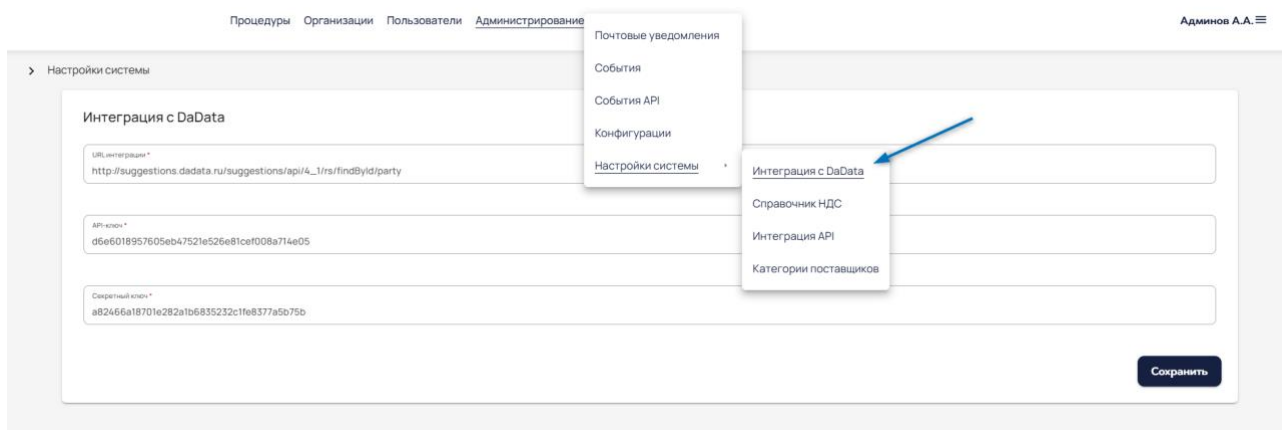 Процедуры Организации Пользователи Администрирование
Админов А.А.
Почтовые уведомления
События
События API
Конфигурации
Настройки системы
Интеграция с DaData
Справочник НДС
Интеграция API
Категории поставщиков
Настройки системы
Интеграция с DaData
URL интеграции *
http://suggestions.dadata.ru/suggestions/api/4_1/rs/findById/party
API-ключ *
d6e6018957605eb47521e526e81cef008a714e05
Секретный ключ *
a82466a18701e282a1b6835232c1fe8377a5b75b
Сохранить